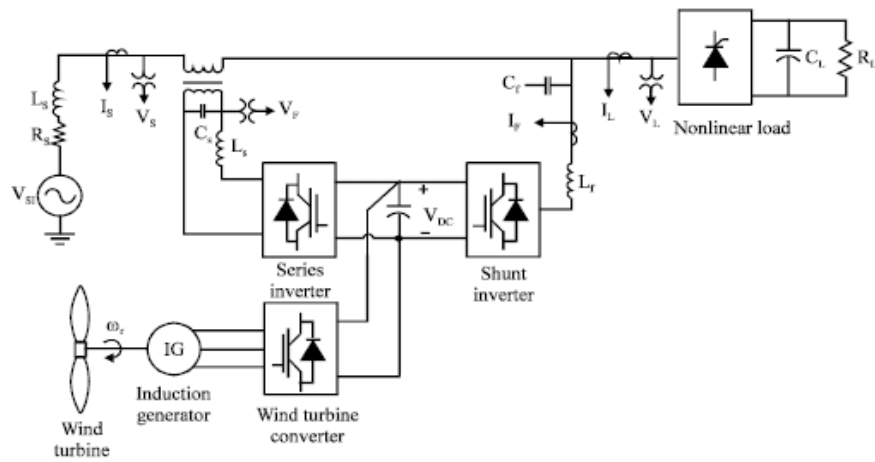 L_S
R_S
V_SI
I_S
V_S
C_s
V_F
L_s
C_f
I_F
L_f
I_L
V_L
C_L
R_L
Nonlinear load
+
V_DC
−
Series
inverter
Shunt
inverter
ω_r
IG
Induction
generator
Wind turbine
converter
Wind
turbine